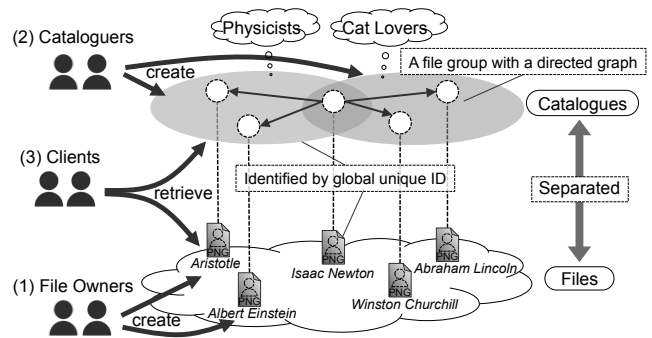 Physicists
Cat Lovers
(2) Cataloguers
create
A file group with a directed graph
Catalogues
(3) Clients
retrieve
Identified by global unique ID
Separated
PNG
PNG
PNG
PNG
PNG
Aristotle
Isaac Newton
Abraham Lincoln
Albert Einstein
Winston Churchill
Files
(1) File Owners
create